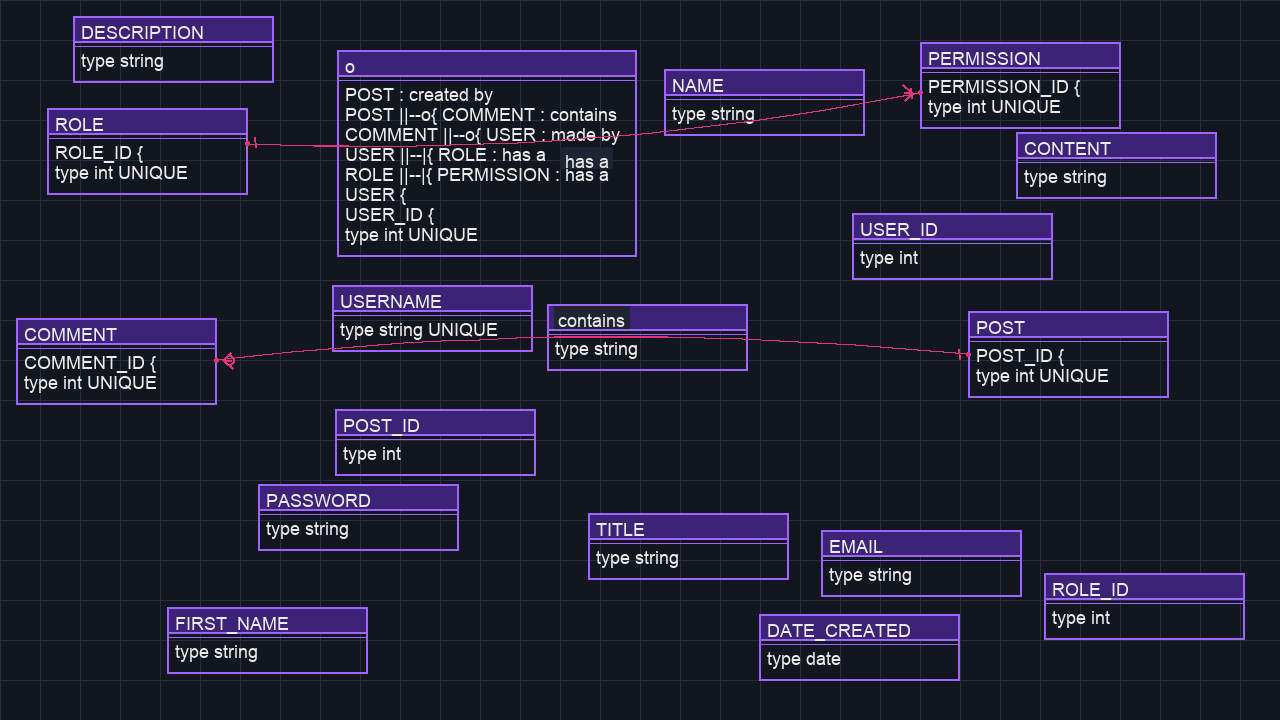 DESCRIPTION
type string
o
POST : created by
POST ||--o{ COMMENT : contains
COMMENT ||--o{ USER : made by
USER ||--|{ ROLE : has a
ROLE ||--|{ PERMISSION : has a
USER {
USER_ID {
type int UNIQUE
has a
NAME
type string
PERMISSION
PERMISSION_ID {
type int UNIQUE
ROLE
ROLE_ID {
type int UNIQUE
CONTENT
type string
USER_ID
type int
USERNAME
type string UNIQUE
contains
type string
COMMENT
COMMENT_ID {
type int UNIQUE
POST
POST_ID {
type int UNIQUE
POST_ID
type int
PASSWORD
type string
TITLE
type string
EMAIL
type string
ROLE_ID
type int
FIRST_NAME
type string
DATE_CREATED
type date